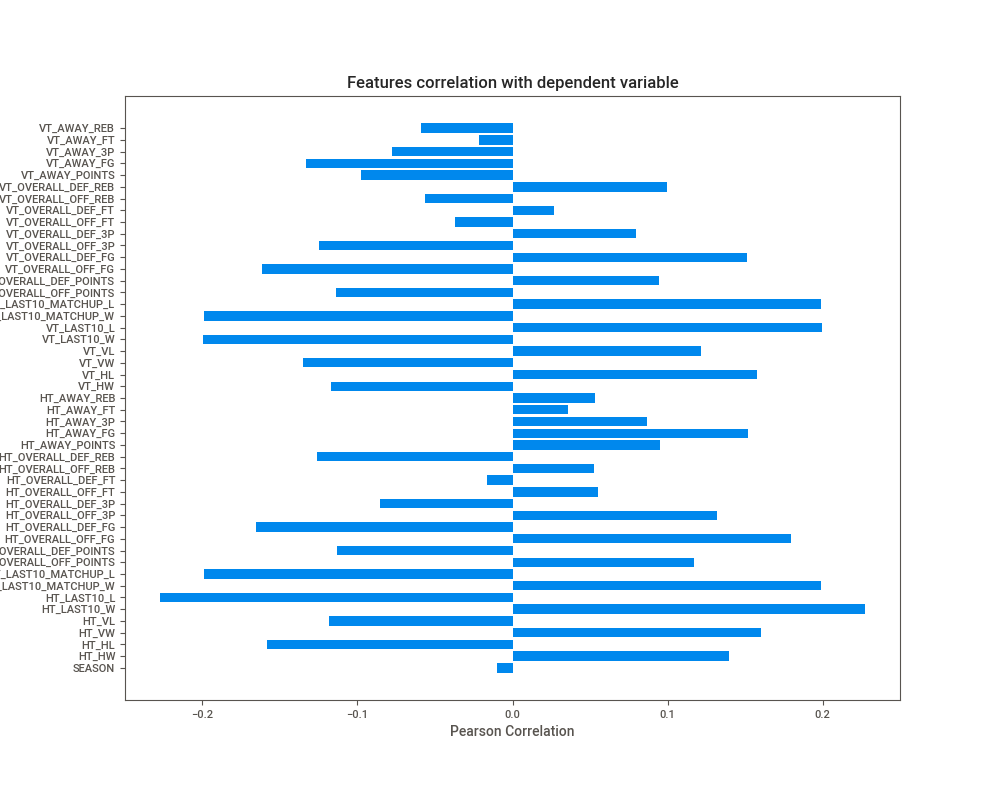 Features correlation with dependent variable
VT_AWAY_REB
VT_AWAY_FT
VT_AWAY_3P
VT_AWAY_FG
VT_AWAY_POINTS
VT_OVERALL_DEF_REB
VT_OVERALL_OFF_REB
VT_OVERALL_DEF_FT
VT_OVERALL_OFF_FT
VT_OVERALL_DEF_3P
VT_OVERALL_OFF_3P
VT_OVERALL_DEF_FG
VT_OVERALL_OFF_FG
OVERALL_DEF_POINTS
OVERALL_OFF_POINTS
_LAST10_MATCHUP_L
_LAST10_MATCHUP_W
VT_LAST10_L
VT_LAST10_W
VT_VL
VT_VW
VT_HL
VT_HW
HT_AWAY_REB
HT_AWAY_FT
HT_AWAY_3P
HT_AWAY_FG
HT_AWAY_POINTS
HT_OVERALL_DEF_REB
HT_OVERALL_OFF_REB
HT_OVERALL_DEF_FT
HT_OVERALL_OFF_FT
HT_OVERALL_DEF_3P
HT_OVERALL_OFF_3P
HT_OVERALL_DEF_FG
HT_OVERALL_OFF_FG
OVERALL_DEF_POINTS
OVERALL_OFF_POINTS
_LAST10_MATCHUP_L
_LAST10_MATCHUP_W
HT_LAST10_L
HT_LAST10_W
HT_VL
HT_VW
HT_HL
HT_HW
SEASON
−0.2 −0.1 0.0 0.1 0.2
Pearson Correlation